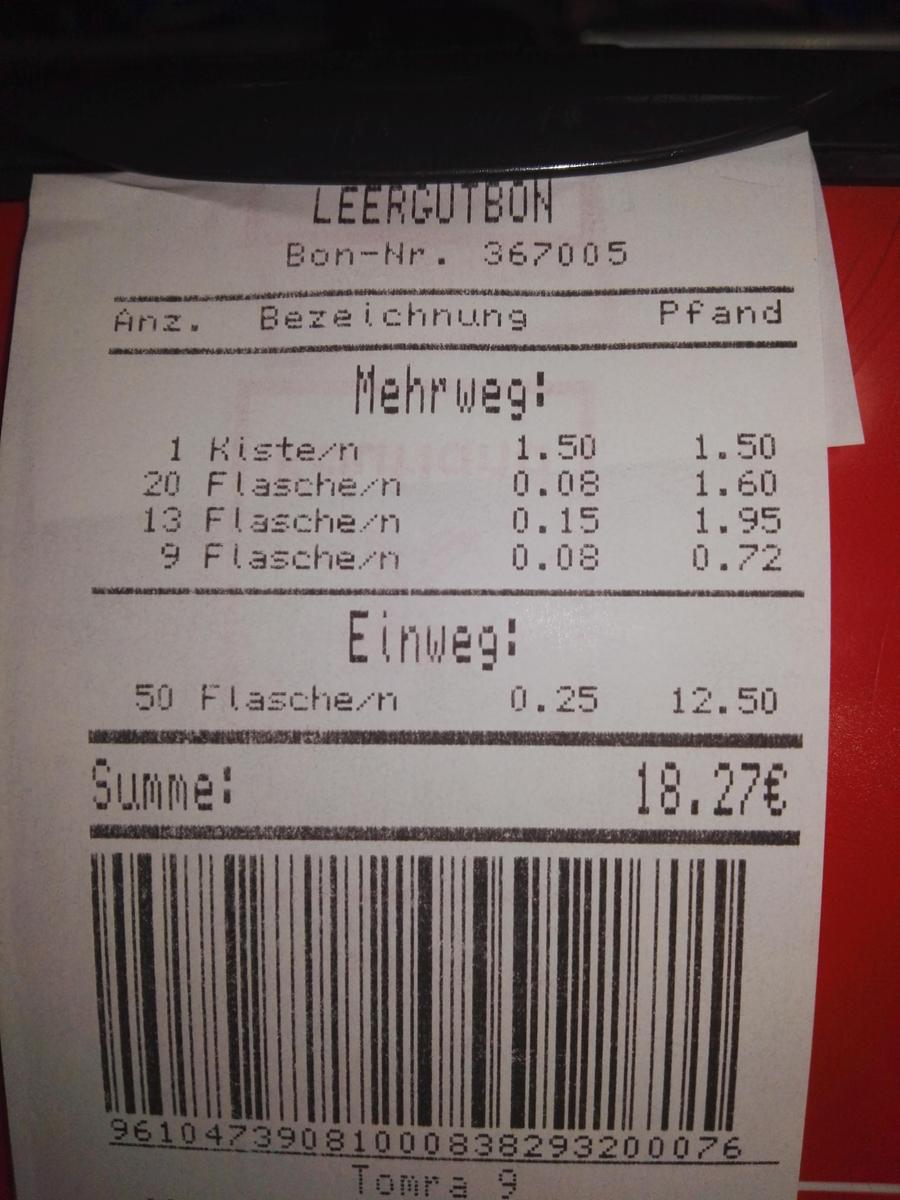 LEERGUTBON
Bon-Nr. 367005
Anz. Bezeichnung Pfand
Mehrweg:
1 Kiste/n 1.50 1.50
20 Flasche/n 0.08 1.60
13 Flasche/n 0.15 1.95
9 Flasche/n 0.08 0.72
Einweg:
50 Flasche/n 0.25 12.50
Summe: 18.27€
96104739081000838293200076
Tomra 9